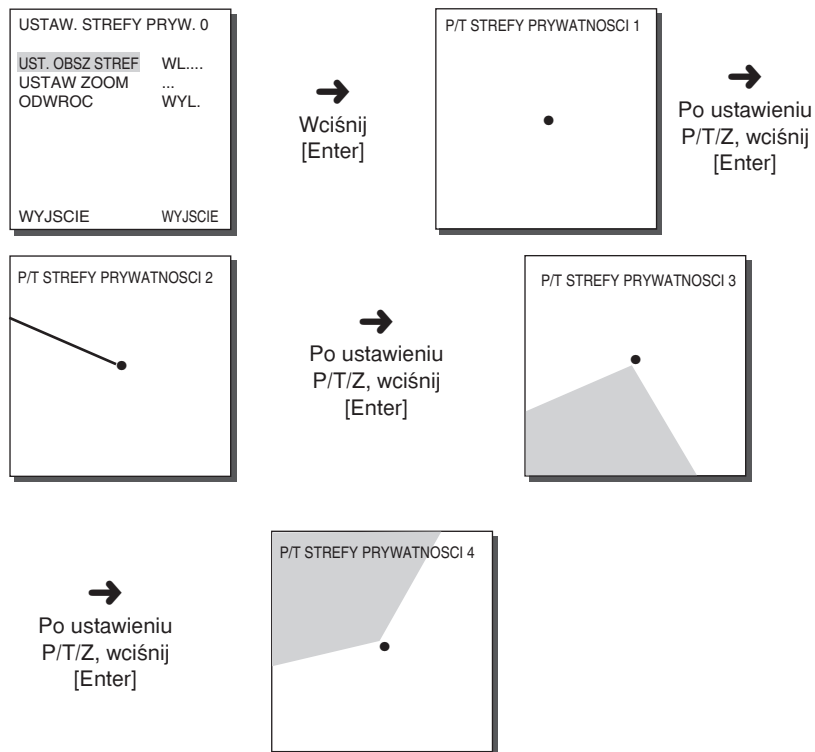 USTAW. STREFY PRYW. 0
UST. OBSZ STREF WL....
USTAW ZOOM ...
ODWROC WYL.
WYJSCIE WYJSCIE
Wciśnij
[Enter]
P/T STREFY PRYWATNOSCI 1
Po ustawieniu
P/T/Z, wciśnij
[Enter]
P/T STREFY PRYWATNOSCI 2
Po ustawieniu
P/T/Z, wciśnij
[Enter]
P/T STREFY PRYWATNOSCI 3
Po ustawieniu
P/T/Z, wciśnij
[Enter]
P/T STREFY PRYWATNOSCI 4